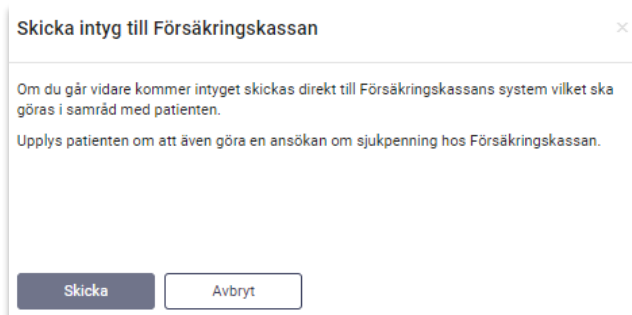 Skicka intyg till Försäkringskassan
Om du går vidare kommer intyget skickas direkt till Försäkringskassans system vilket ska
göras i samråd med patienten.
Upplys patienten om att även göra en ansökan om sjukpenning hos Försäkringskassan.
Skicka
Avbryt